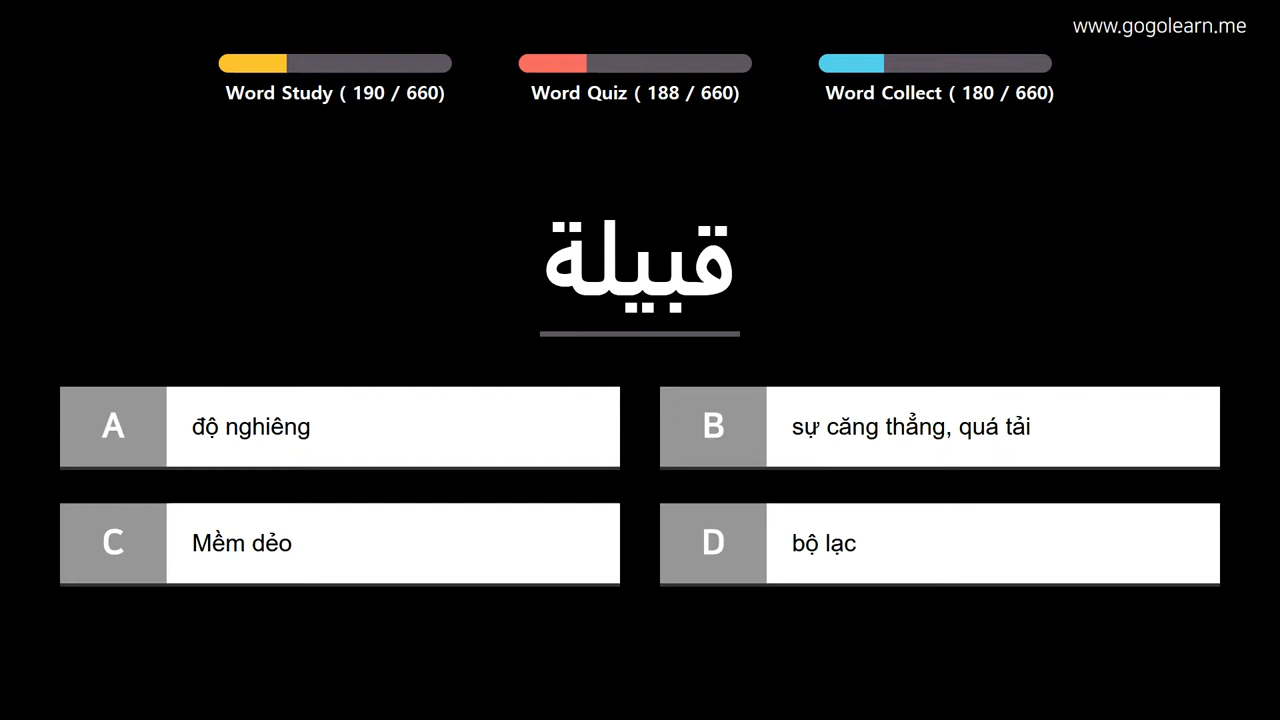 www.gogolearn.me
Word Study ( 190 / 660)
Word Quiz ( 188 / 660)
Word Collect ( 180 / 660)
قبيلة
A
độ nghiêng
B
sự căng thẳng, quá tải
C
Mềm dẻo
D
bộ lạc